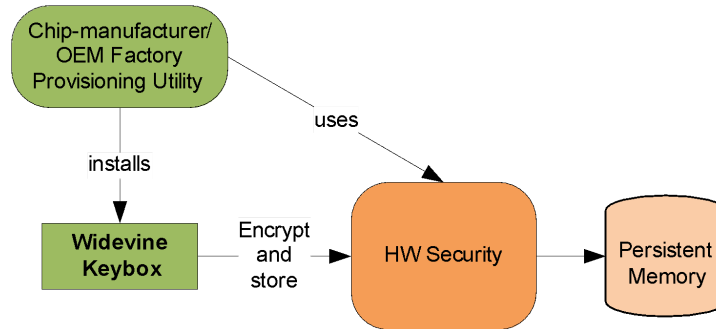 Chip-manufacturer/
OEM Factory
Provisioning Utility
uses
installs
Widevine
Keybox
Encrypt
and
store
HW Security
Persistent
Memory